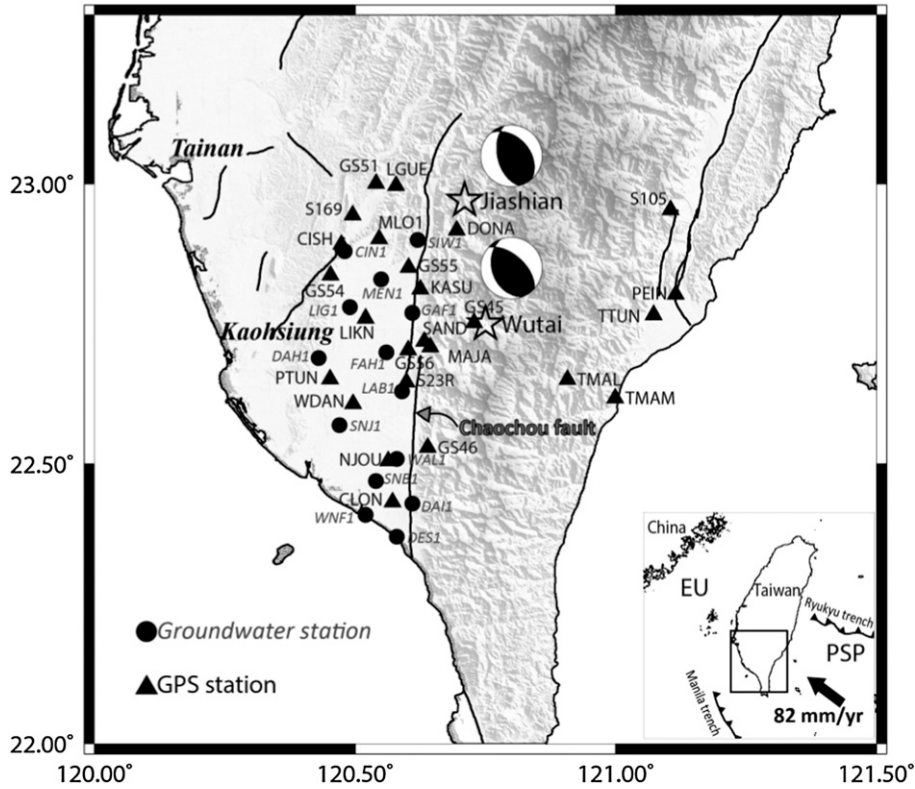 Tainan
23.00°
GS51
LGUE
Jiashian
S105
S169
MLO1
DONA
CISH
CIN1
SIW1
GS54
GS55
MEN1
KASU
PEIN
LIG1
GAF1
GS45
TTUN
Kaohsiung
LIKN
SAND
Wutai
DAH1
FAH1
GS56
MAJA
PTUN
LAB1
S23R
TMAL
WDAN
TMAM
SNJ1
Chaochou fault
NJOU
WAL1
GS46
22.50°
SNB1
CLON
DAI1
WNF1
DES1
China
EU
Taiwan
Ryukyu trench
PSP
Manila trench
82 mm/yr
Groundwater station
GPS station
22.00°
120.00°
120.50°
121.00°
121.50°